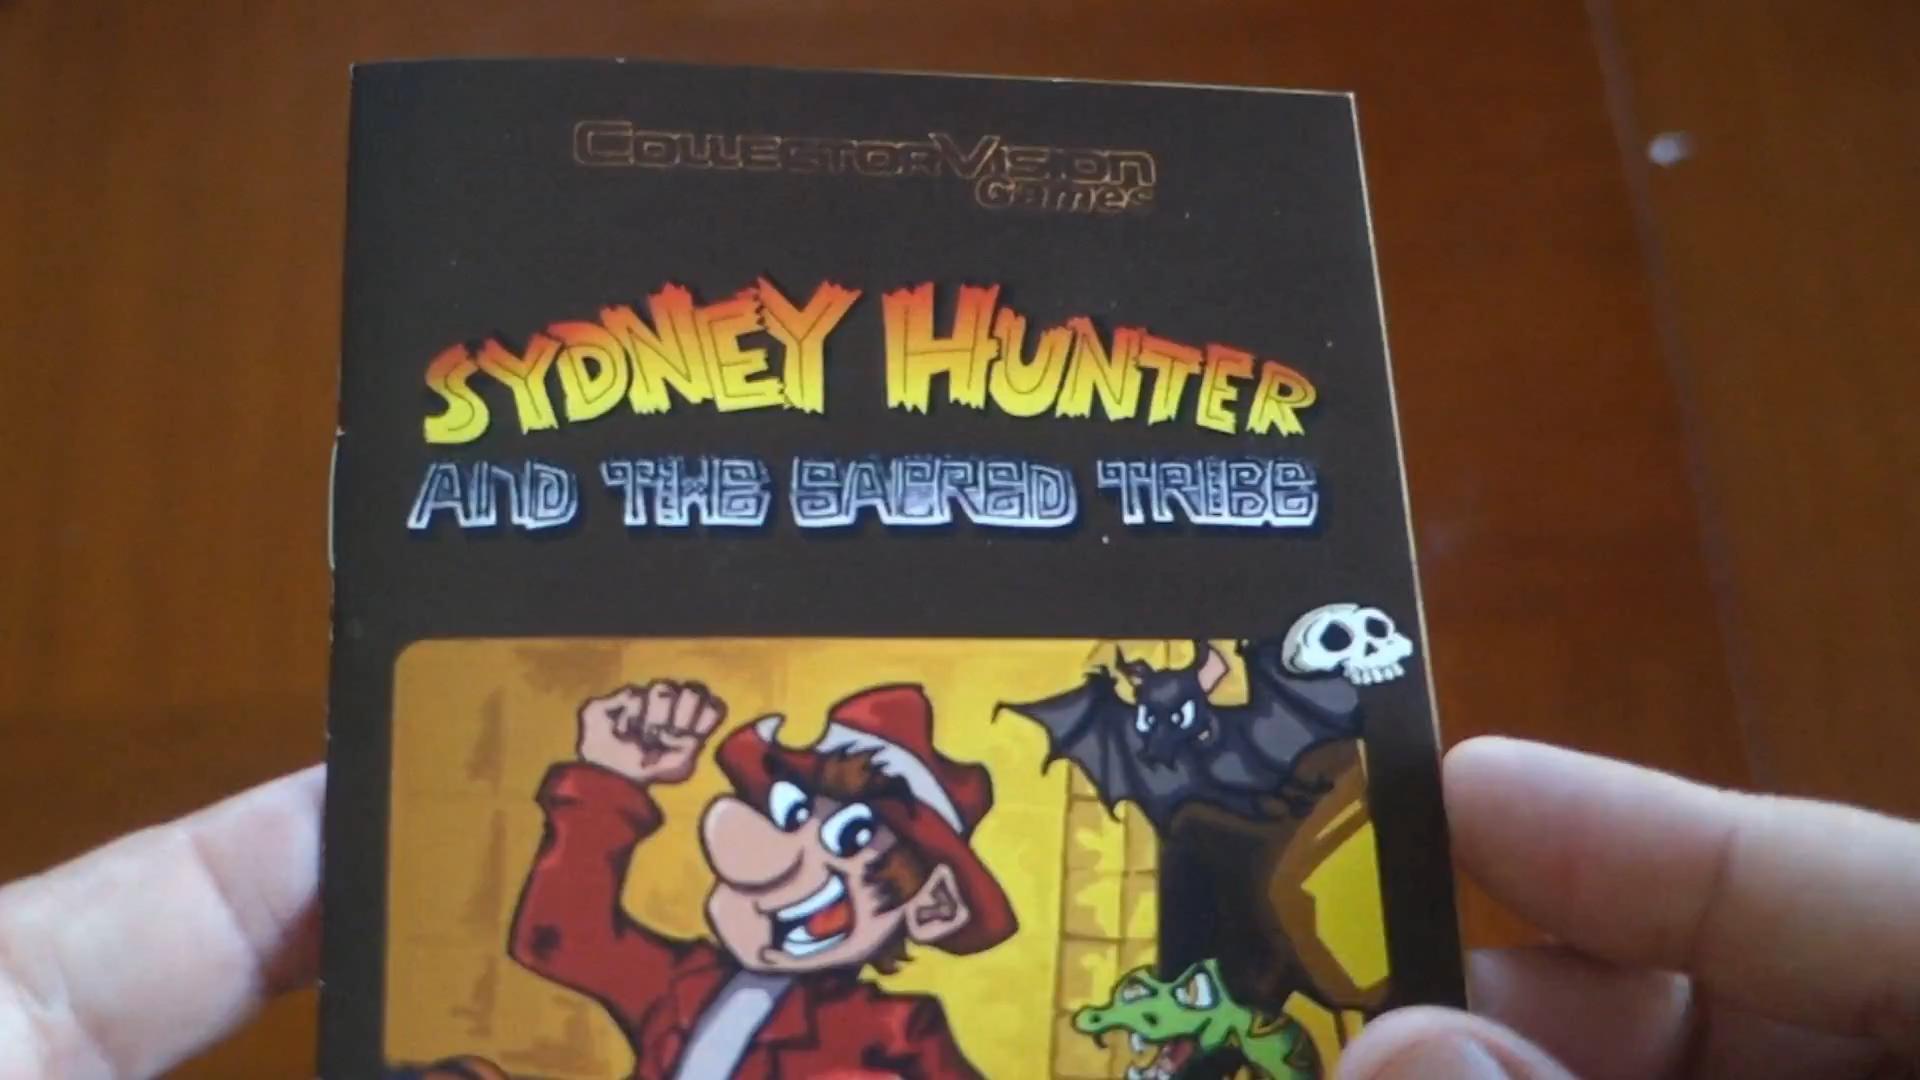 CollectorVision
Games
SYDNEY HUNTER
AND THE SACRED TRIBE